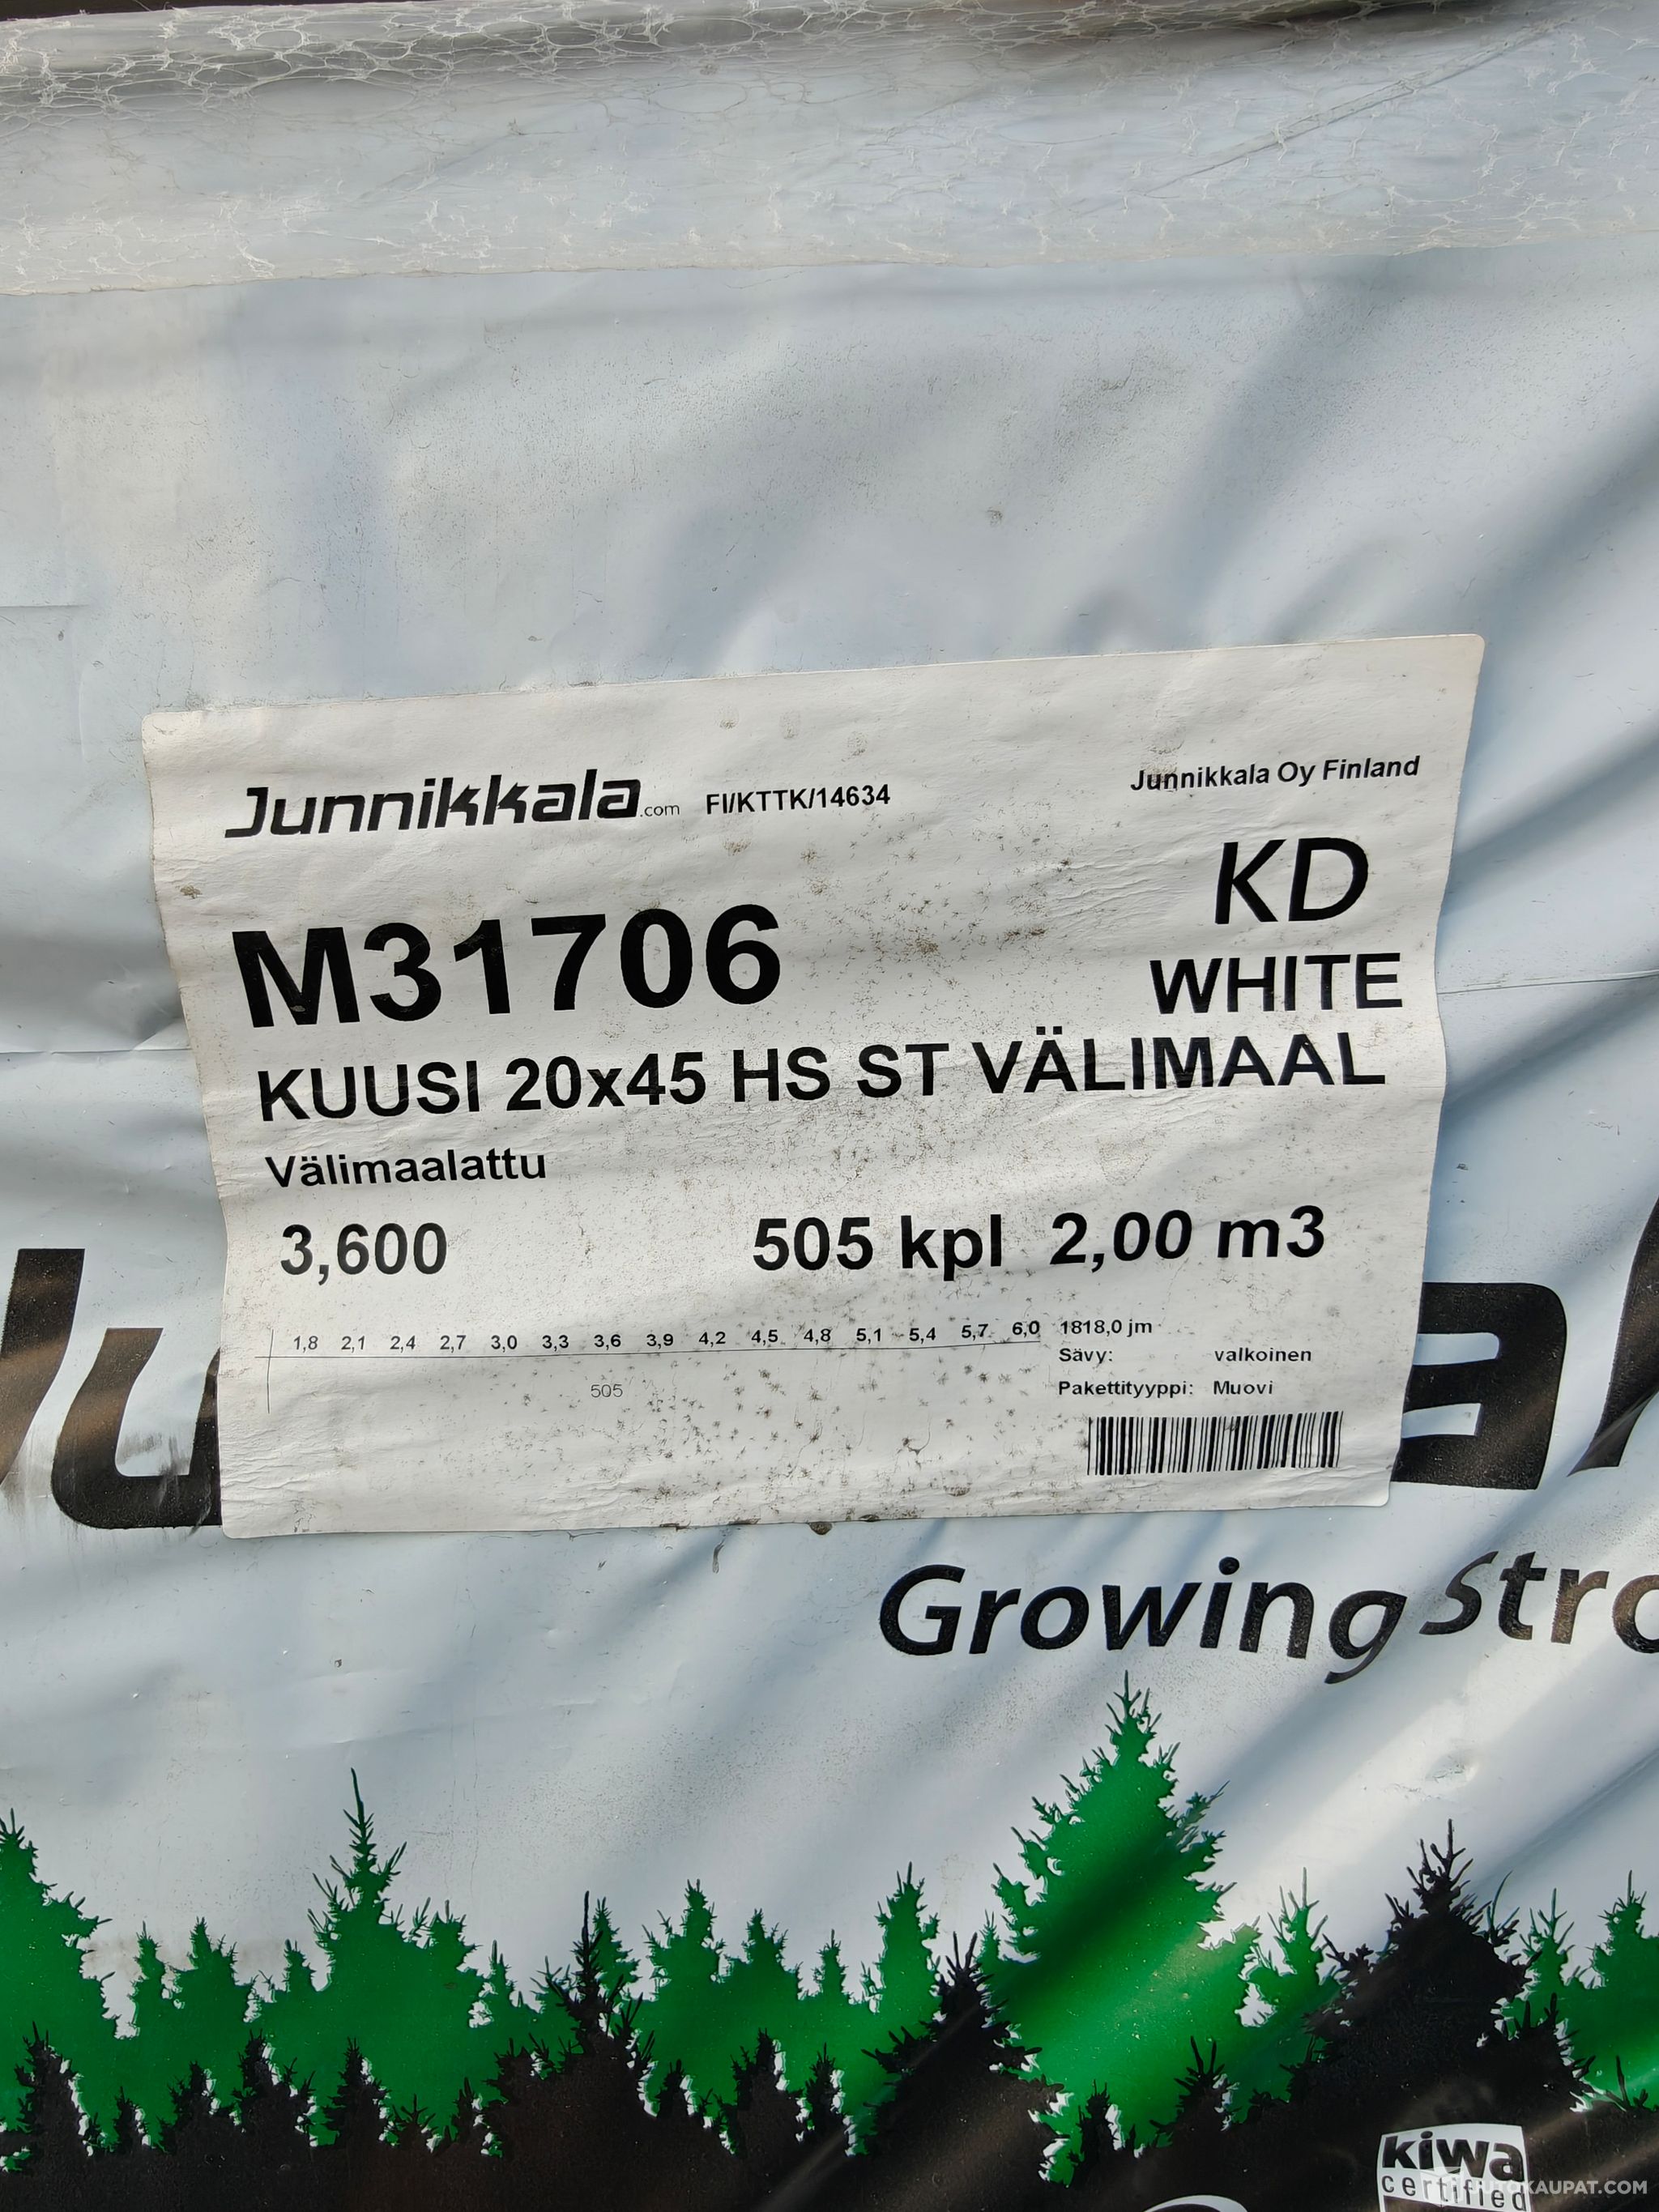 Junnikkala.com FI/KTTK/14634 Junnikkala Oy Finland
KD
M31706 WHITE
KUUSI 20x45 HS ST VÄLIMAAL
Välimaalattu
3,600 505 kpl 2,00 m3
1,8 2,1 2,4 2,7 3,0 3,3 3,6 3,9 4,2 4,5 4,8 5,1 5,4 5,7 6,0 1818,0 jm
Sävy: valkoinen
505 Pakettityyppi: Muovi
Growing
kiwa
certified